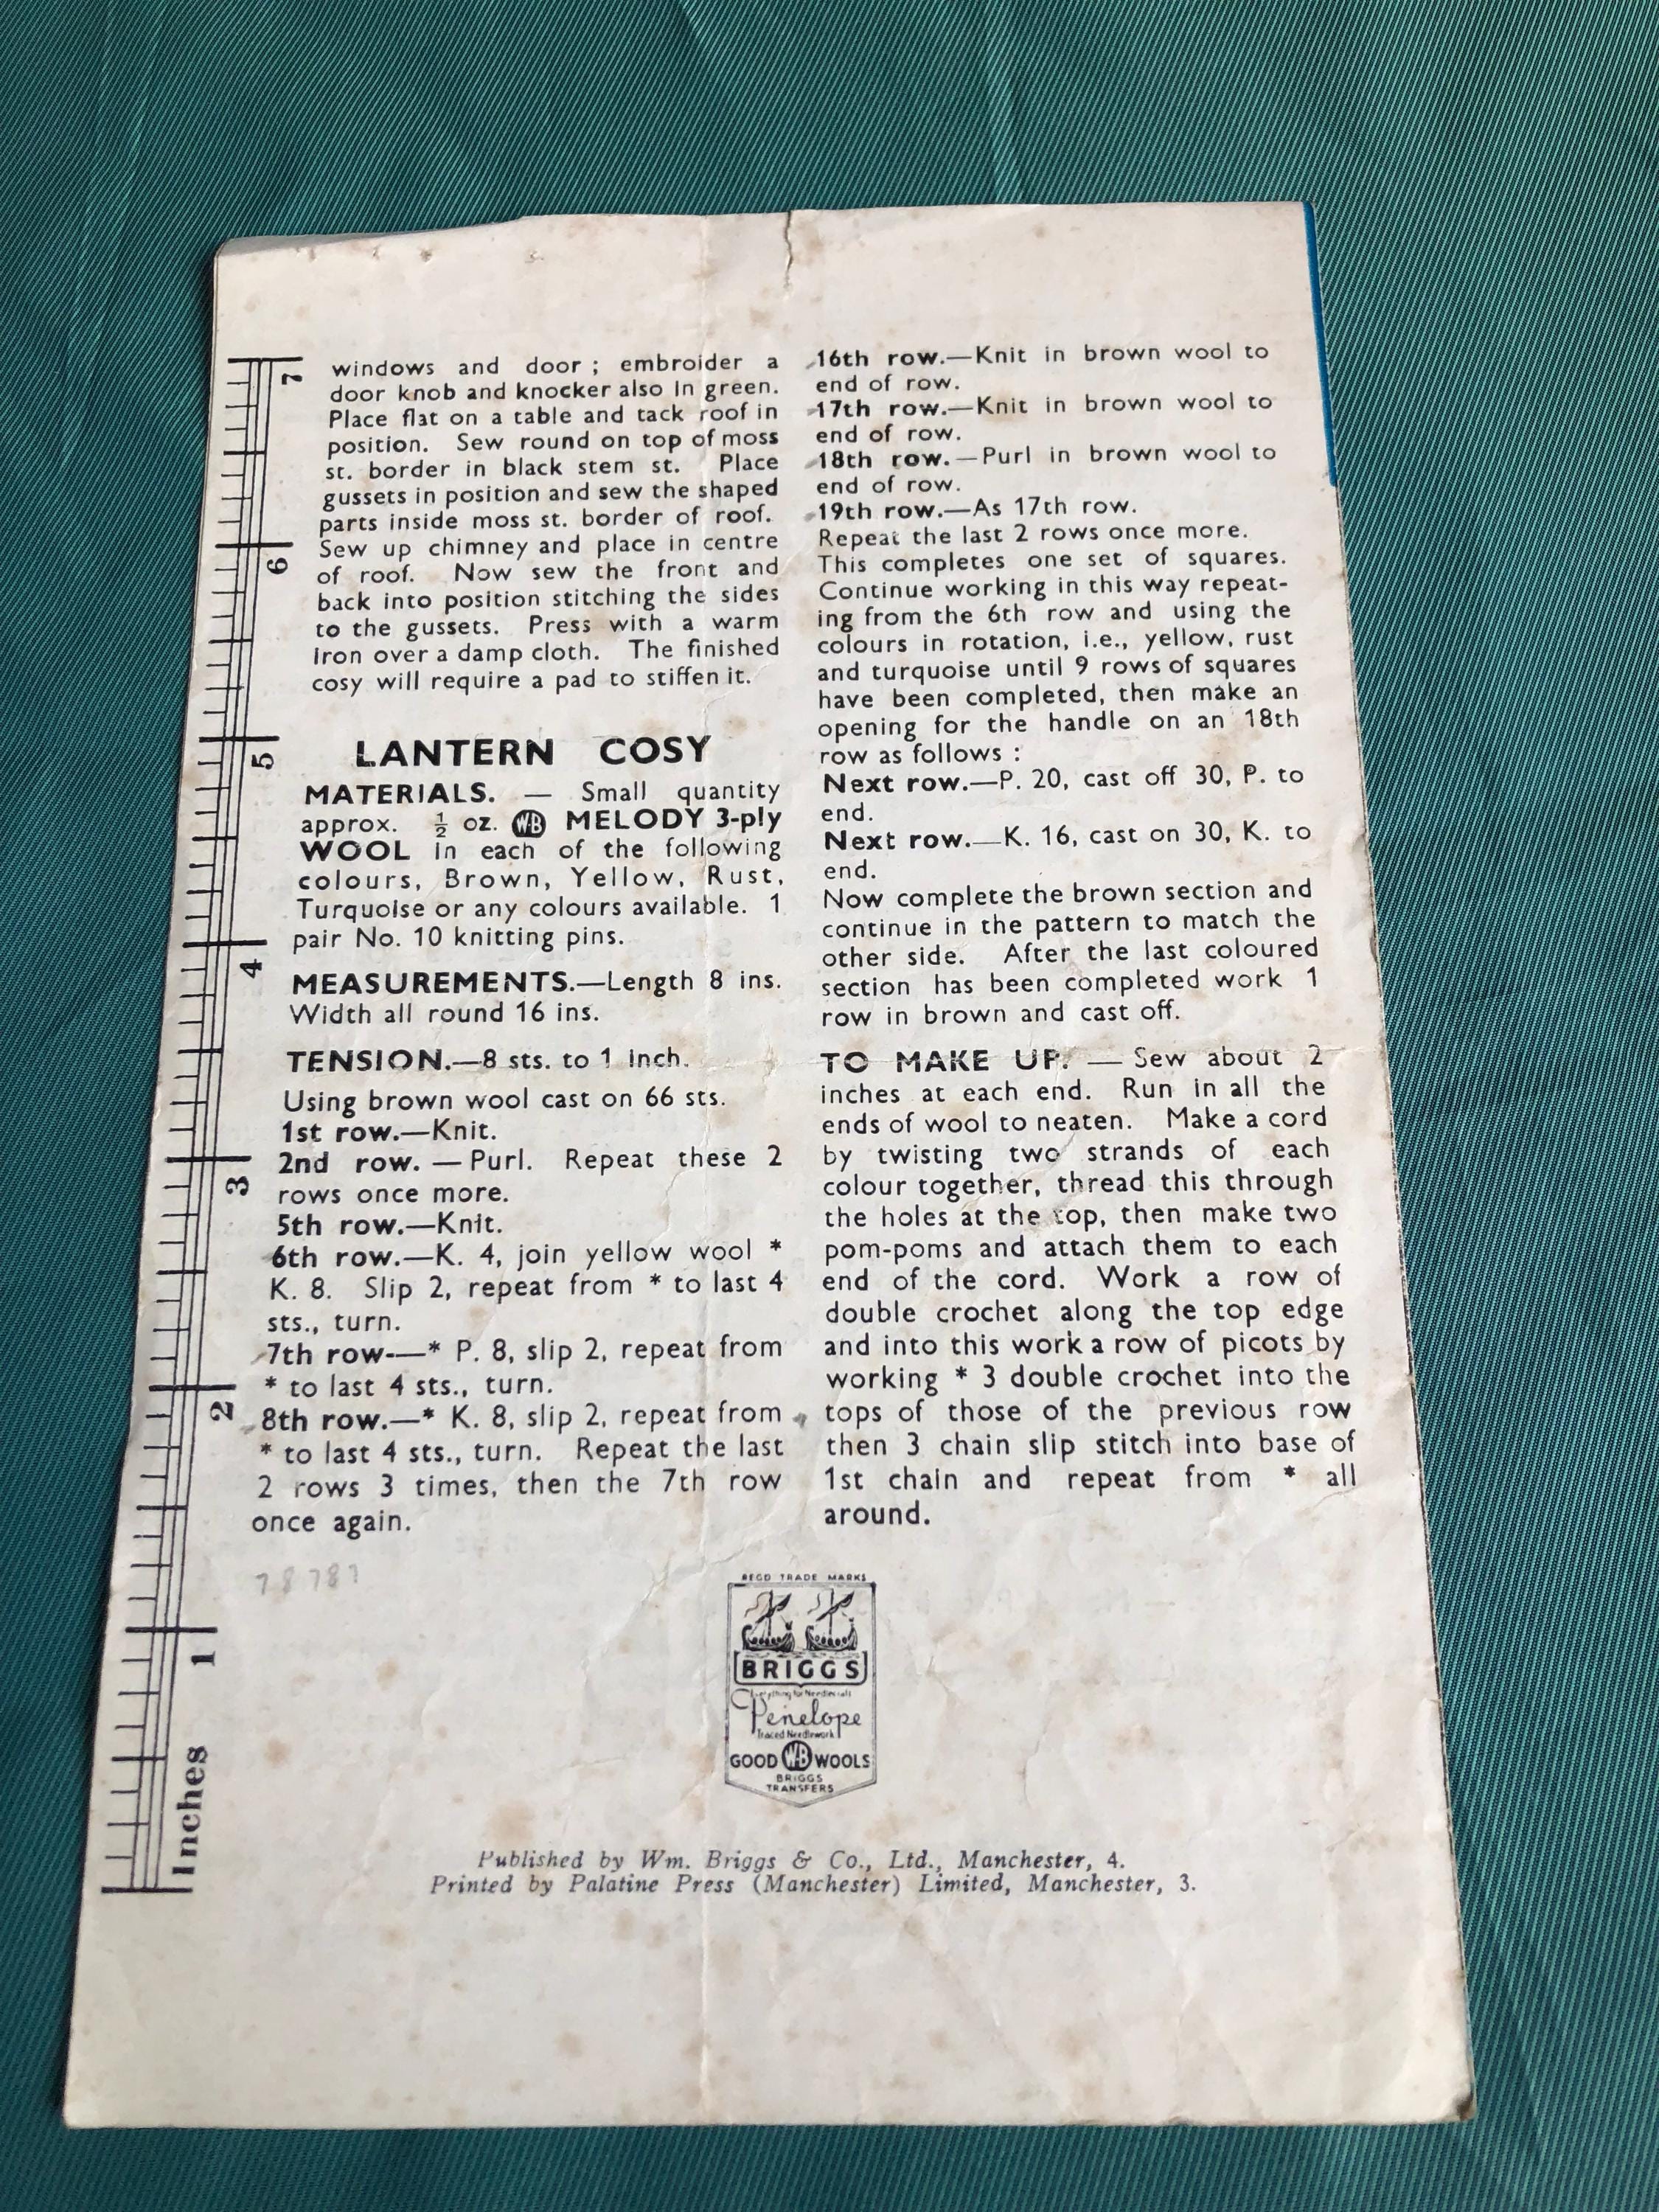 windows and door ; embroider a
door knob and knocker also in green.
Place flat on a table and tack roof in
position. Sew round on top of moss
st. border in black stem st. Place
gussets in position and sew the shaped
parts inside moss st. border of roof.
Sew up chimney and place in centre
of roof. Now sew the front and
back into position stitching the sides
to the gussets. Press with a warm
iron over a damp cloth. The finished
cosy will require a pad to stiffen it.
LANTERN COSY
MATERIALS. — Small quantity
approx. ½ oz. WB MELODY 3-ply
WOOL in each of the following
colours, Brown, Yellow, Rust,
Turquoise or any colours available. 1
pair No. 10 knitting pins.
MEASUREMENTS.—Length 8 ins.
Width all round 16 ins.
TENSION.—8 sts. to 1 inch.
Using brown wool cast on 66 sts.
1st row.—Knit.
2nd row. — Purl. Repeat these 2
rows once more.
5th row.—Knit.
6th row.—K. 4, join yellow wool *
K. 8. Slip 2, repeat from * to last 4
sts., turn.
7th row-—* P. 8, slip 2, repeat from
* to last 4 sts., turn.
8th row.—* K. 8, slip 2, repeat from
* to last 4 sts., turn. Repeat the last
2 rows 3 times, then the 7th row
once again.
78787
16th row.—Knit in brown wool to
end of row.
17th row.—Knit in brown wool to
end of row.
18th row.—Purl in brown wool to
end of row.
19th row.—As 17th row.
Repeat the last 2 rows once more.
This completes one set of squares.
Continue working in this way repeat-
ing from the 6th row and using the
colours in rotation, i.e., yellow, rust
and turquoise until 9 rows of squares
have been completed, then make an
opening for the handle on an 18th
row as follows :
Next row.—P. 20, cast off 30, P. to
end.
Next row.—K. 16, cast on 30, K. to
end.
Now complete the brown section and
continue in the pattern to match the
other side. After the last coloured
section has been completed work 1
row in brown and cast off.
TO MAKE UP. — Sew about 2
inches at each end. Run in all the
ends of wool to neaten. Make a cord
by twisting two strands of each
colour together, thread this through
the holes at the top, then make two
pom-poms and attach them to each
end of the cord. Work a row of
double crochet along the top edge
and into this work a row of picots by
working * 3 double crochet into the
tops of those of the previous row
then 3 chain slip stitch into base of
1st chain and repeat from * all
around.
REGD TRADE MARKS
BRIGGS
Everything for Needlecraft
Penelope
Traced Needlework
GOOD WB WOOLS
BRIGGS
TRANSFERS
Published by Wm. Briggs & Co., Ltd., Manchester, 4.
Printed by Palatine Press (Manchester) Limited, Manchester, 3.
7
6
5
4
3
2
1
Inches